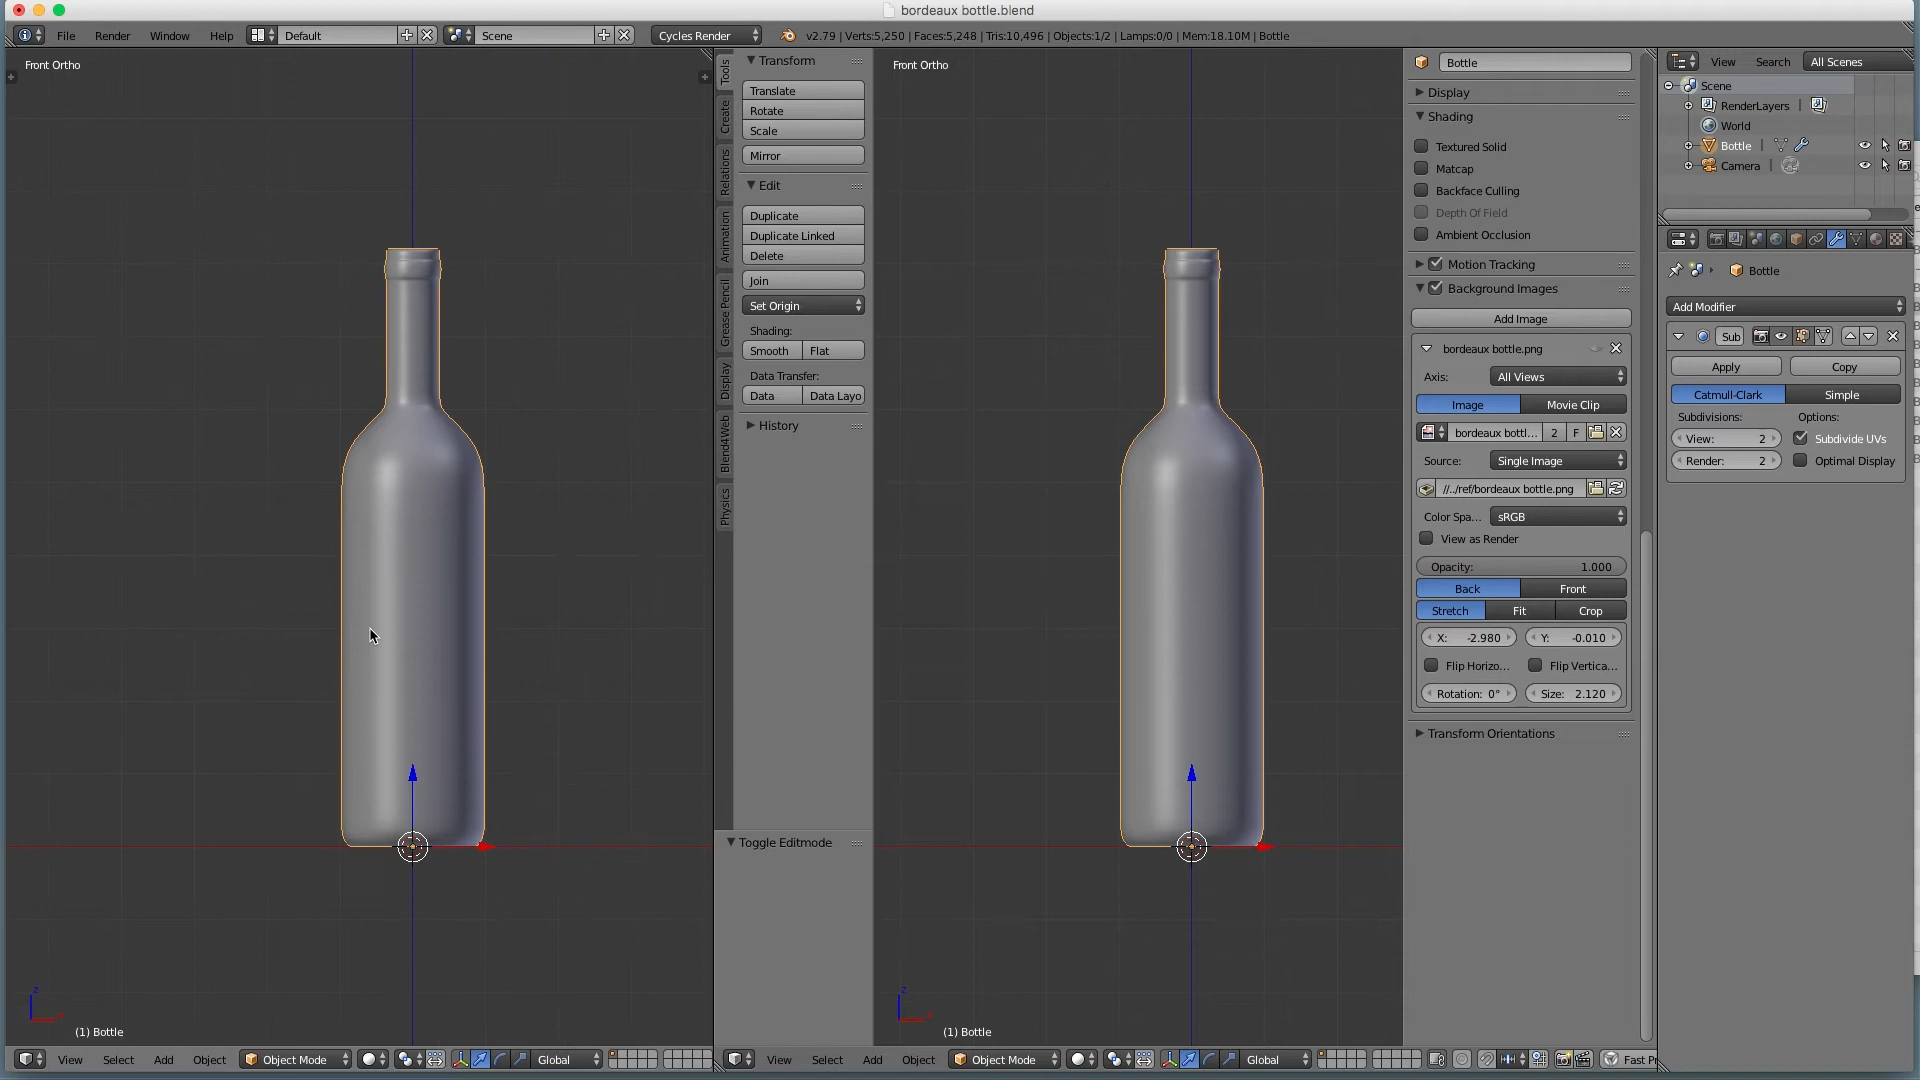 bordeaux bottle.blend
File Render Window Help Default Scene Cycles Render v2.79 | Verts:5,250 | Faces:5,248 | Tris:10,496 | Objects:1/2 | Lamps:0/0 | Mem:18.10M | Bottle
Front Ortho
(1) Bottle
View Select Add Object Object Mode Global
Tools
Create
Relations
Animation
Grease Pencil
Display
Blend4Web
Physics
Transform
Translate
Rotate
Scale
Mirror
Edit
Duplicate
Duplicate Linked
Delete
Join
Set Origin
Shading:
Smooth Flat
Data Transfer:
Data Data Layo
History
Toggle Editmode
Front Ortho
(1) Bottle
View Select Add Object Object Mode Global Fast Pr
Bottle
Display
Shading
Textured Solid
Matcap
Backface Culling
Depth Of Field
Ambient Occlusion
Motion Tracking
Background Images
Add Image
bordeaux bottle.png
Axis: All Views
Image Movie Clip
bordeaux bottl... 2 F
Source: Single Image
//../ref/bordeaux bottle.png
Color Spa... sRGB
View as Render
Opacity: 1.000
Back Front
Stretch Fit Crop
X: -2.980 Y: -0.010
Flip Horizo... Flip Vertica...
Rotation: 0° Size: 2.120
Transform Orientations
View Search All Scenes
Scene
RenderLayers
World
Bottle
Camera
Bottle
Add Modifier
Sub
Apply Copy
Catmull-Clark Simple
Subdivisions: Options:
View: 2 Subdivide UVs
Render: 2 Optimal Display